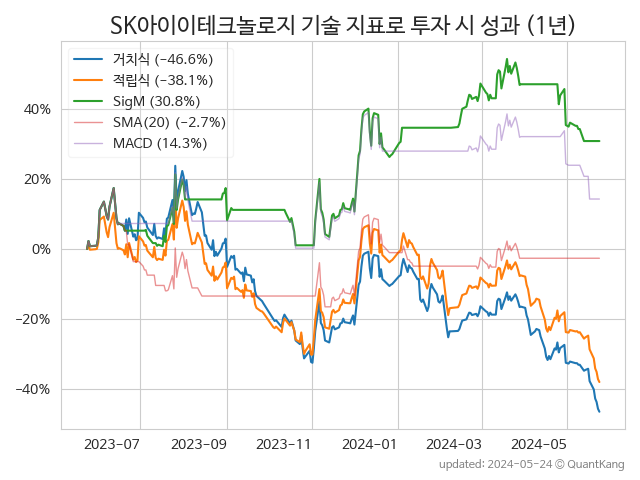 SK아이이테크놀로지 기술 지표로 투자 시 성과 (1년)
거치식 (−46.6%)
적립식 (−38.1%)
SigM (30.8%)
SMA(20) (−2.7%)
MACD (14.3%)
40%
20%
0%
−20%
−40%
2023−07 2023−09 2023−11 2024−01 2024−03 2024−05
updated: 2024−05−24 © QuantKang